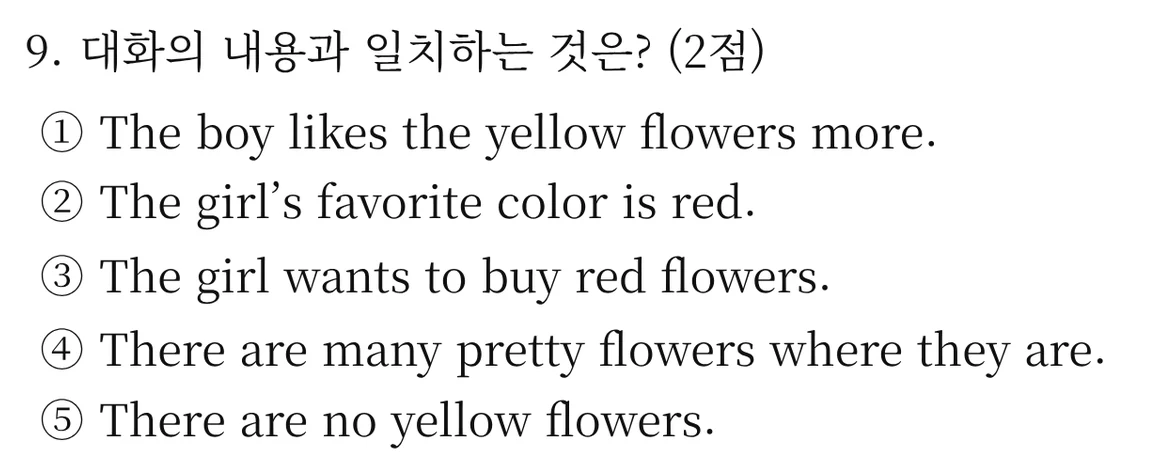 9. 대화의 내용과 일치하는 것은? (2점)
① The boy likes the yellow flowers more.
② The girl’s favorite color is red.
③ The girl wants to buy red flowers.
④ There are many pretty flowers where they are.
⑤ There are no yellow flowers.